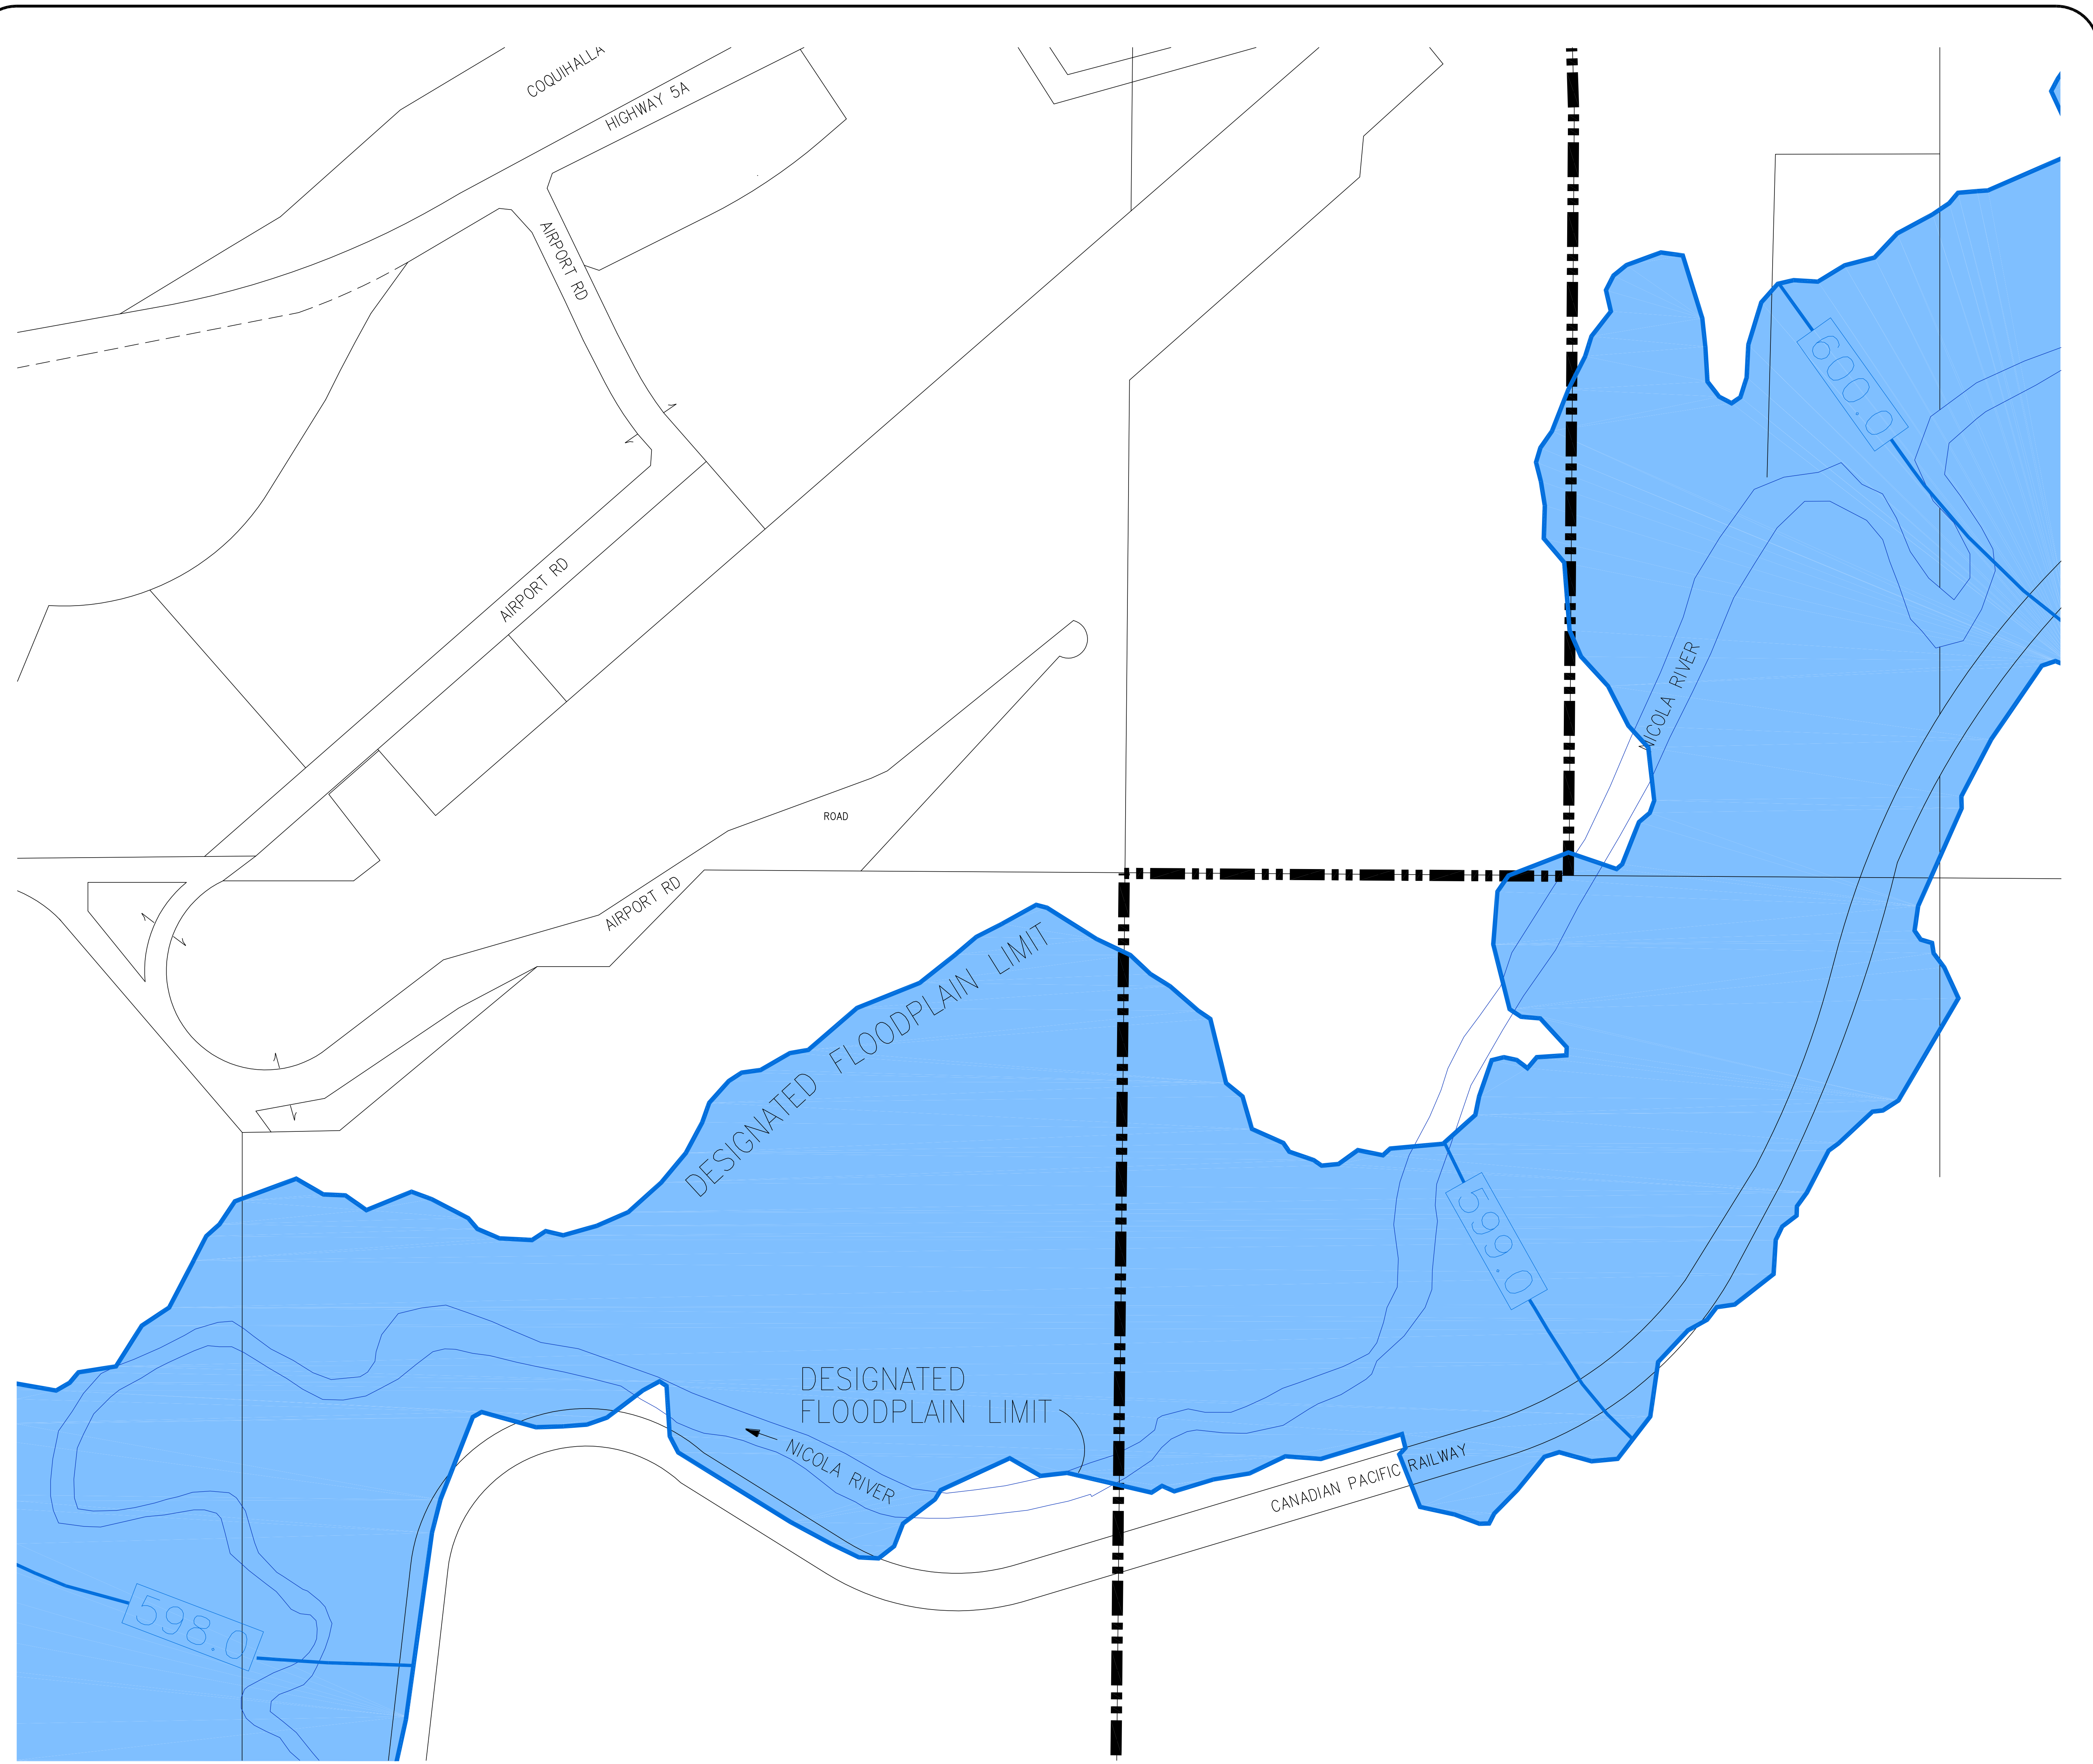 COQUIHALLA
HIGHWAY 5A
AIRPORT RD
600.0
AIRPORT RD
NICOLA RIVER
ROAD
AIRPORT RD
DESIGNATED FLOODPLAIN LIMIT
599.0
DESIGNATED
FLOODPLAIN LIMIT
NICOLA RIVER
CANADIAN PACIFIC RAILWAY
598.0